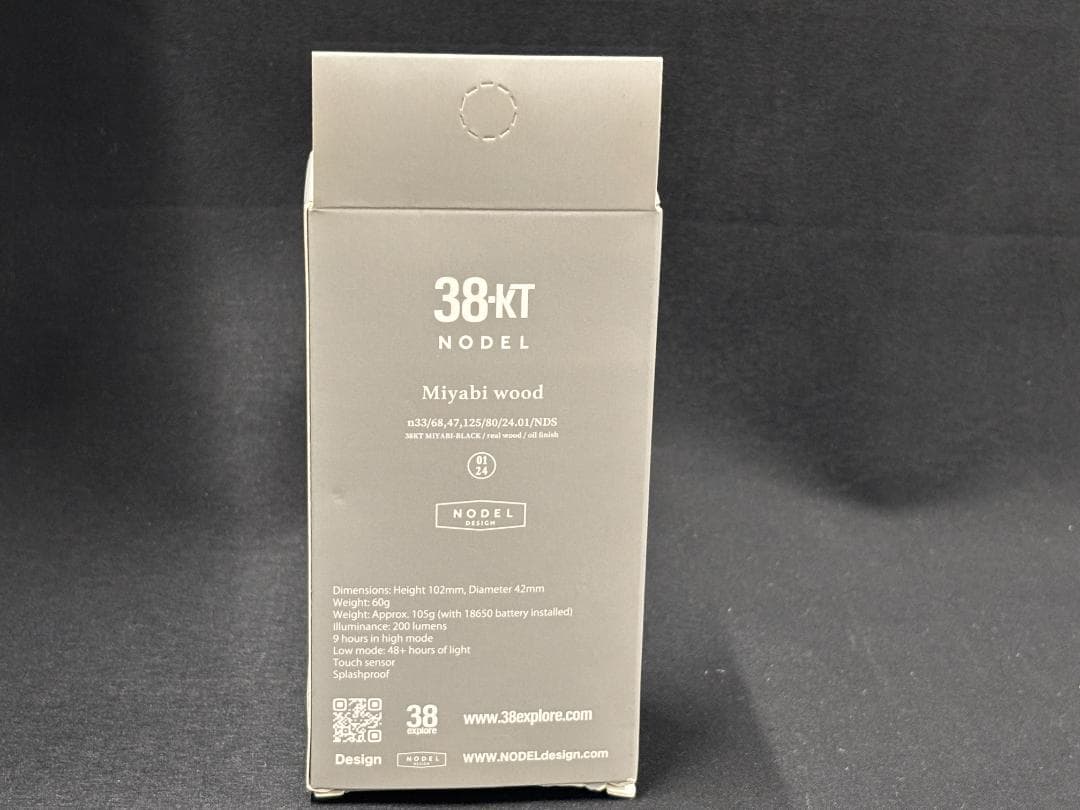 38-KT
NODEL
Miyabi wood
n33/68,47,125/80/24.01/NDS
38KT MIYABI-BLACK / real wood / oil finish
01
24
NODEL
DESIGN
Dimensions: Height 102mm, Diameter 42mm
Weight: 60g
Weight: Approx. 105g (with 18650 battery installed)
Illuminance: 200 lumens
9 hours in high mode
Low mode: 48+ hours of light
Touch sensor
Splashproof
38
explore
www.38explore.com
Design
NODEL
DESIGN
www.NODELdesign.com